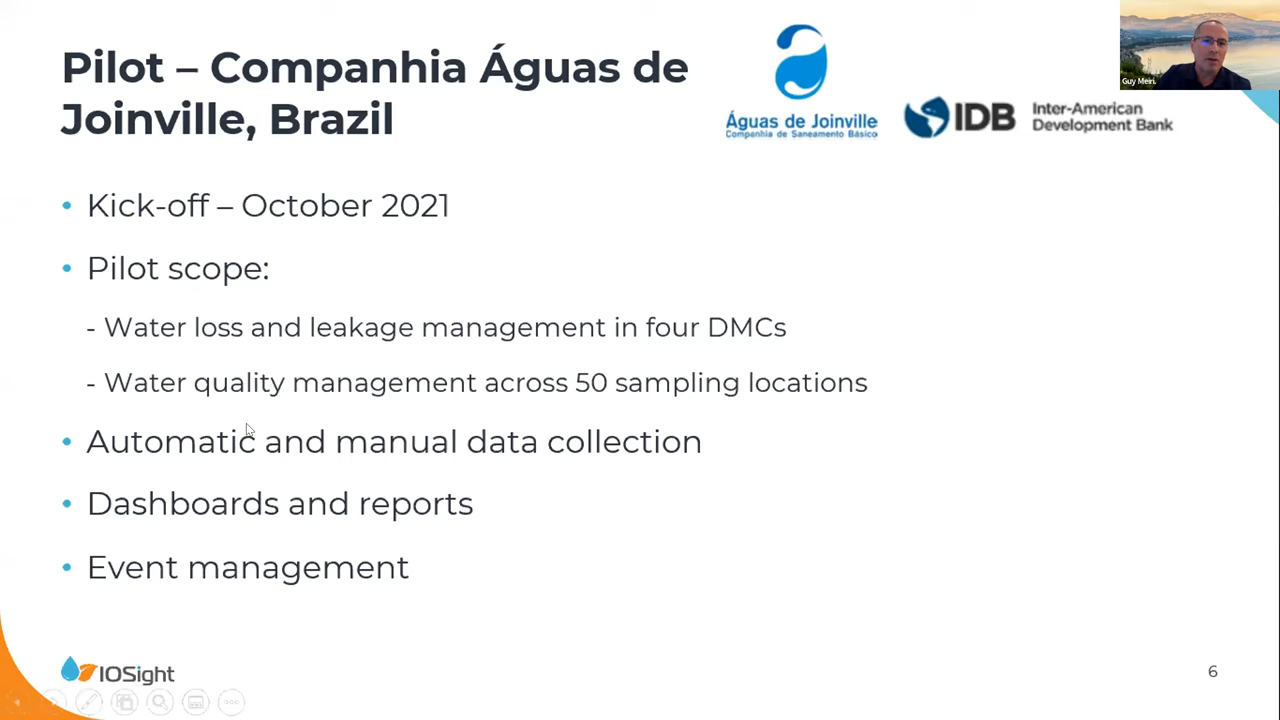 Pilot – Companhia Águas de
Joinville, Brazil
Águas de Joinville
Companhia de Saneamento Básico
IDB
Inter-American
Development Bank
Guy Meiri
• Kick-off – October 2021
• Pilot scope:
- Water loss and leakage management in four DMCs
- Water quality management across 50 sampling locations
• Automatic and manual data collection
• Dashboards and reports
• Event management
IOSight
6